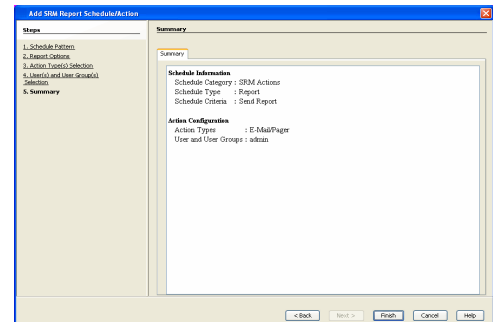 Add SRM Report Schedule/Action
Steps
1. Schedule Pattern
2. Report Options
3. Action Type(s) Selection
4. User(s) and User Group(s)
Selection
5. Summary
Summary
Summary
Schedule Information
Schedule Category : SRM Actions
Schedule Type : Report
Schedule Criteria : Send Report
Action Configuration
Action Types : E-Mail/Pager
User and User Groups : admin
< Back
Next >
Finish
Cancel
Help